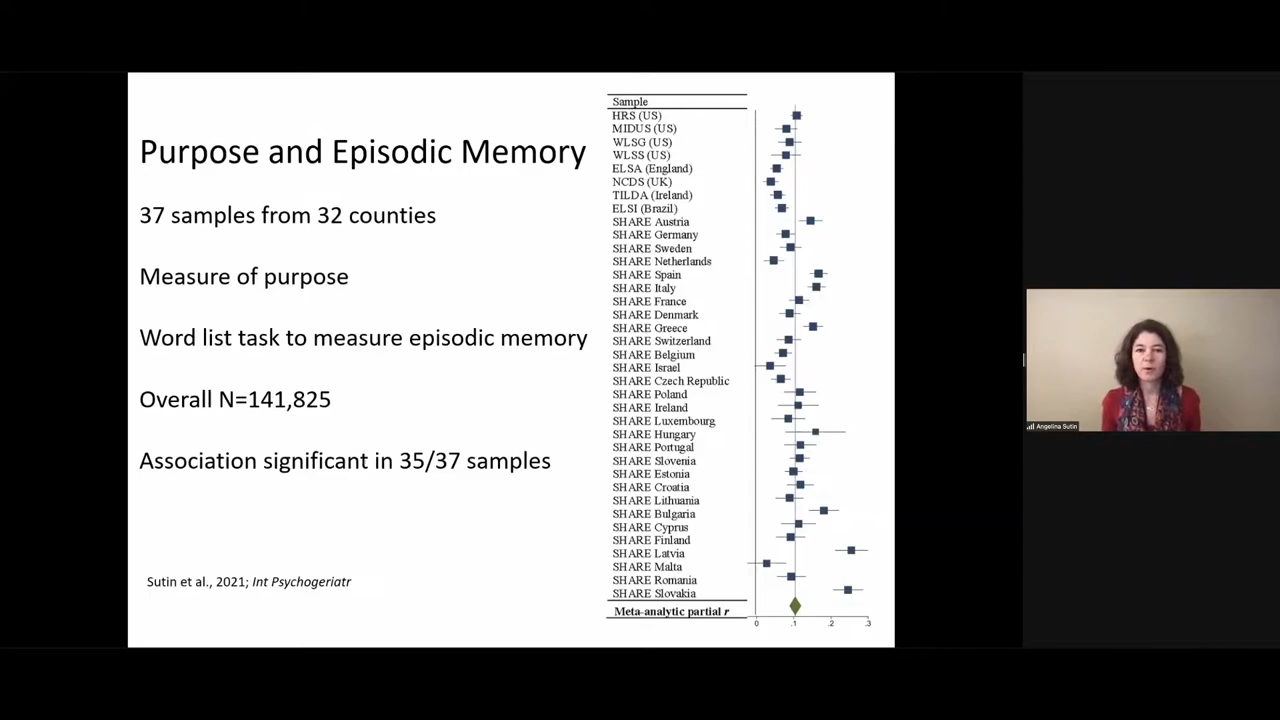 Purpose and Episodic Memory
37 samples from 32 counties
Measure of purpose
Word list task to measure episodic memory
Overall N=141,825
Association significant in 35/37 samples
Sutin et al., 2021; Int Psychogeriatr
Sample
HRS (US)
MIDUS (US)
WLSG (US)
WLSS (US)
ELSA (England)
NCDS (UK)
TILDA (Ireland)
ELSI (Brazil)
SHARE Austria
SHARE Germany
SHARE Sweden
SHARE Netherlands
SHARE Spain
SHARE Italy
SHARE France
SHARE Denmark
SHARE Greece
SHARE Switzerland
SHARE Belgium
SHARE Israel
SHARE Czech Republic
SHARE Poland
SHARE Ireland
SHARE Luxembourg
SHARE Hungary
SHARE Portugal
SHARE Slovenia
SHARE Estonia
SHARE Croatia
SHARE Lithuania
SHARE Bulgaria
SHARE Cyprus
SHARE Finland
SHARE Latvia
SHARE Malta
SHARE Romania
SHARE Slovakia
Meta-analytic partial r
0 .1 .2 .3
Angelina Sutin